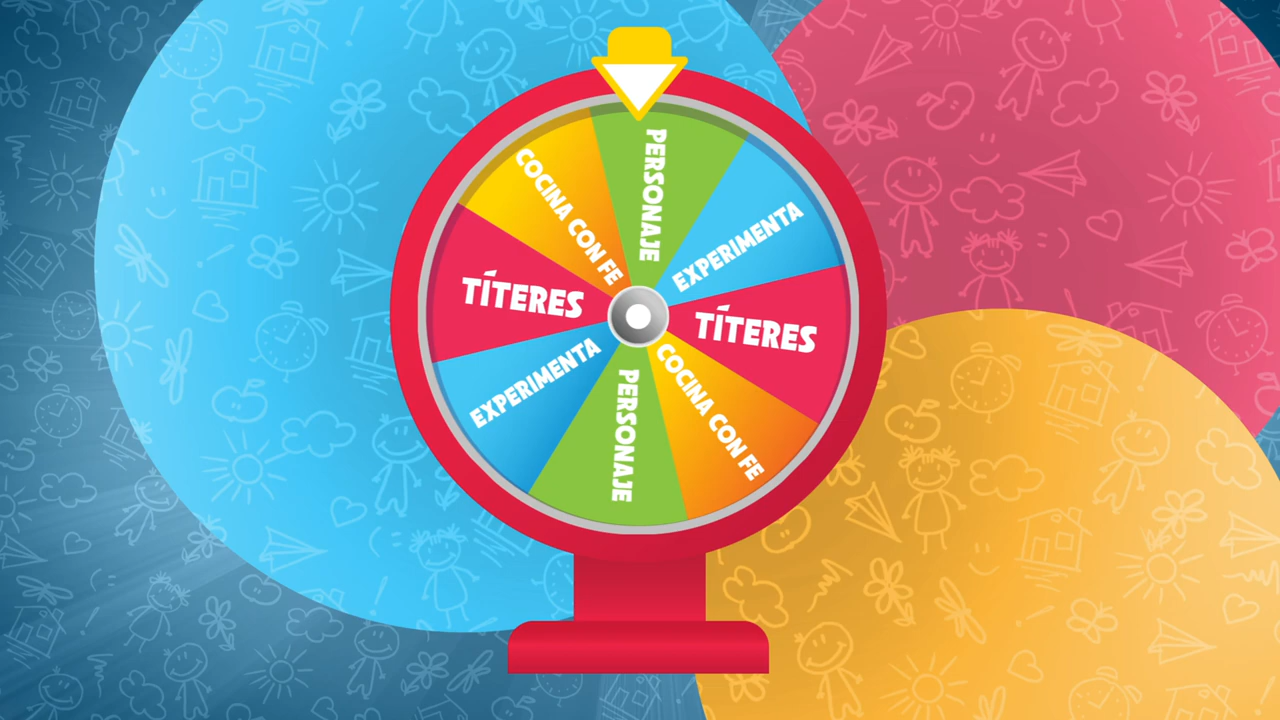 PERSONAJE
EXPERIMENTA
TÍTERES
COCINA CON FE
PERSONAJE
EXPERIMENTA
TÍTERES
COCINA CON FE